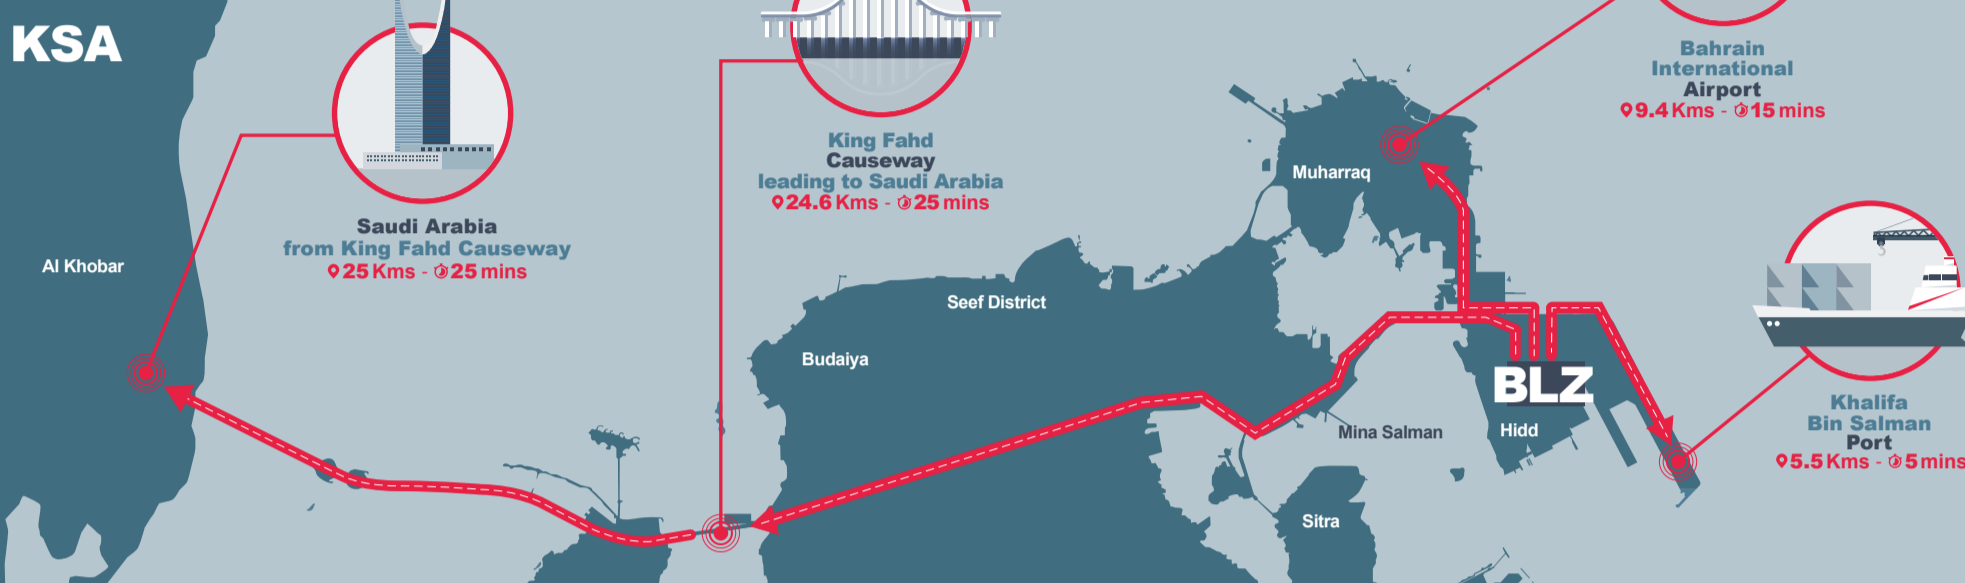 KSA
Al Khobar
Saudi Arabia
from King Fahd Causeway
25 Kms - 25 mins
King Fahd
Causeway
leading to Saudi Arabia
24.6 Kms - 25 mins
Bahrain
International
Airport
9.4 Kms - 15 mins
Muharraq
Seef District
Budaiya
BLZ
Hidd
Mina Salman
Sitra
Khalifa
Bin Salman
Port
5.5 Kms - 5 mins